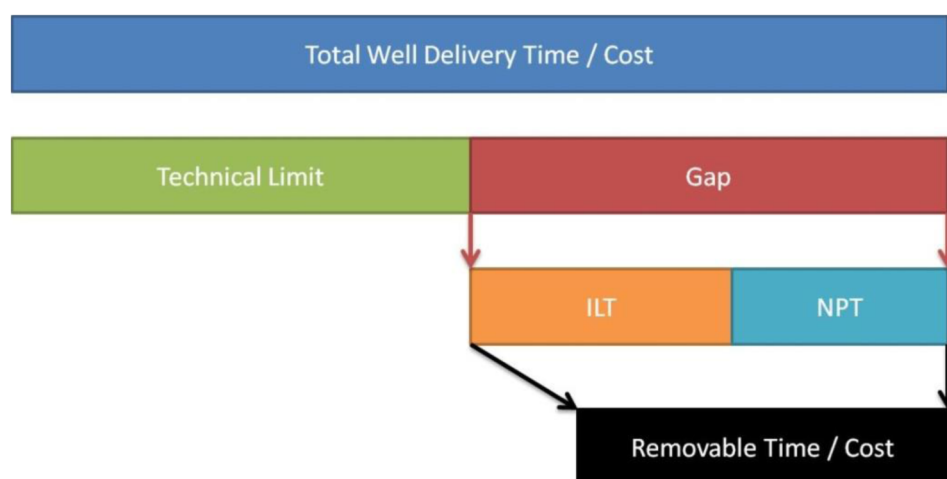 Total Well Delivery Time / Cost
Technical Limit
Gap
ILT
NPT
Removable Time / Cost